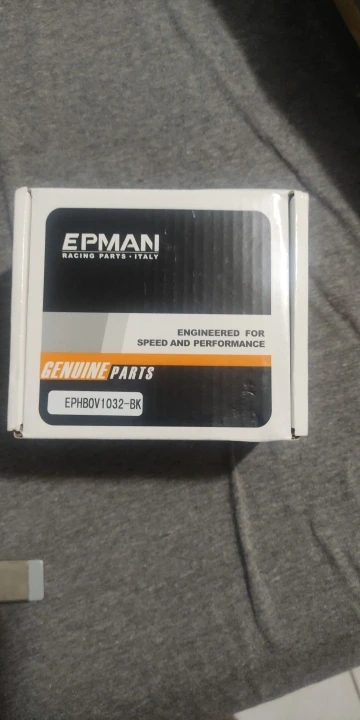 EPMAN
RACING PARTS · ITALY
ENGINEERED FOR
SPEED AND PERFORMANCE
GENUINE PARTS
EPHBOV1032-BK